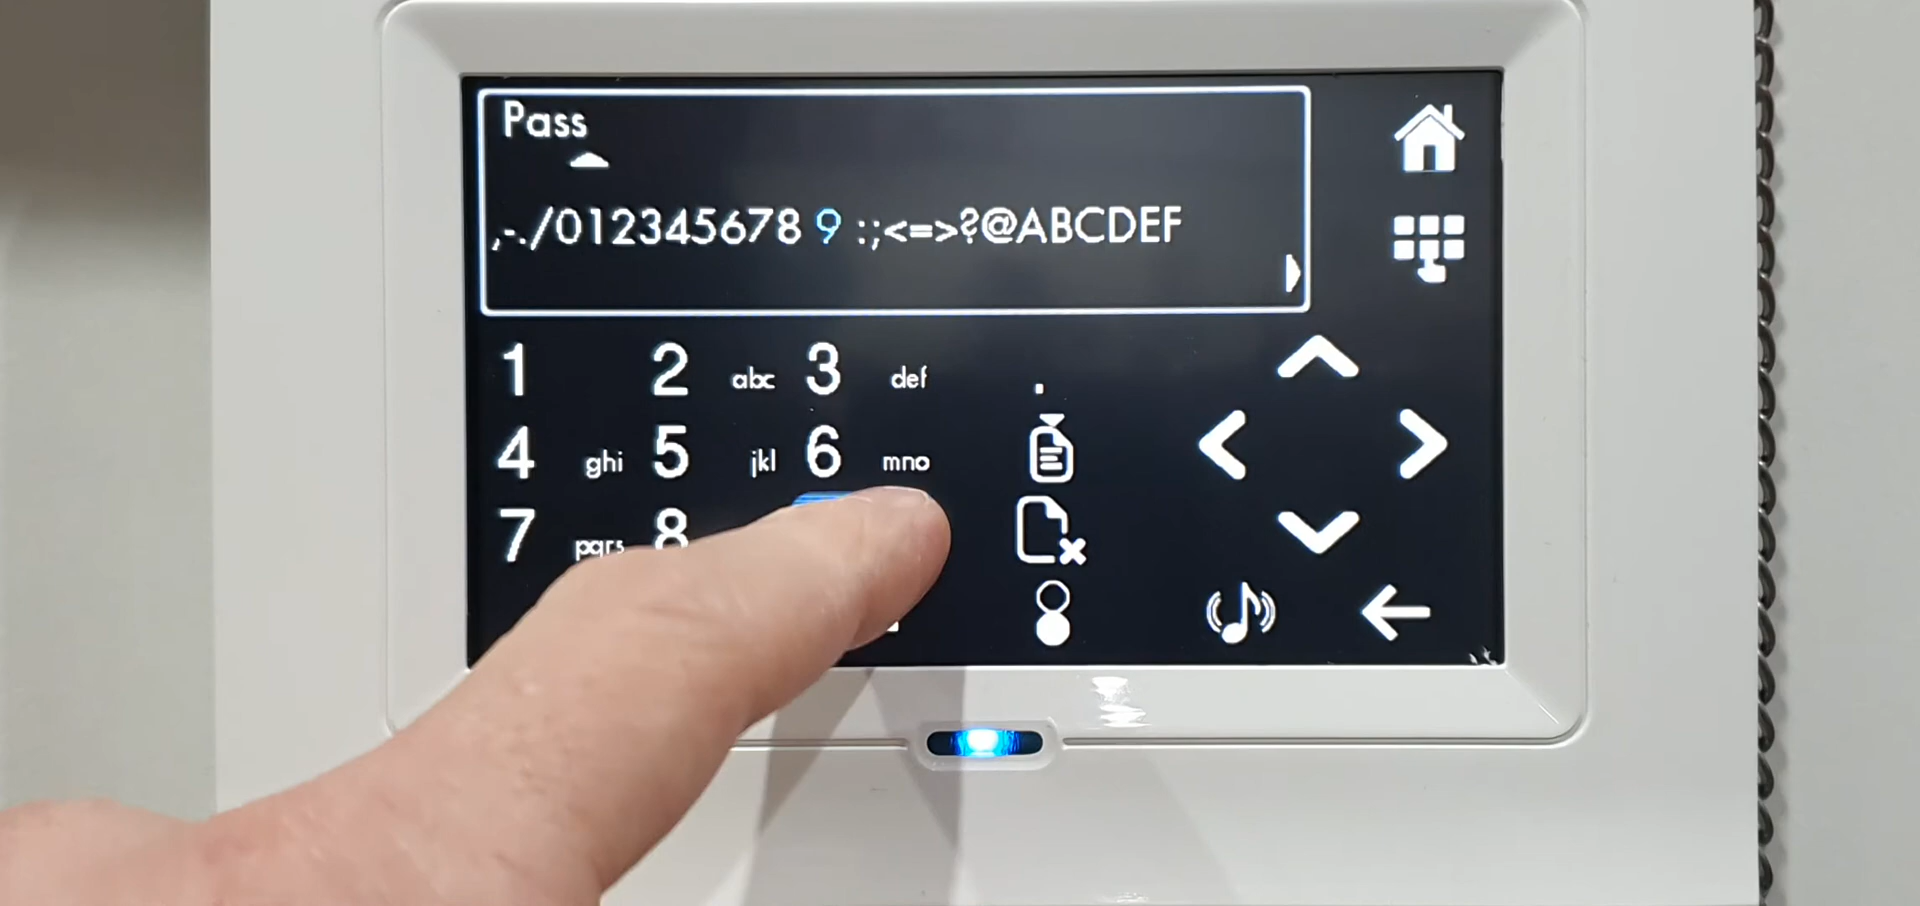 Pass
,-./012345678 9 :;<=>?@ABCDEF
1 2 abc 3 def .
4 ghi 5 jkl 6 mno
7 pqrs 8